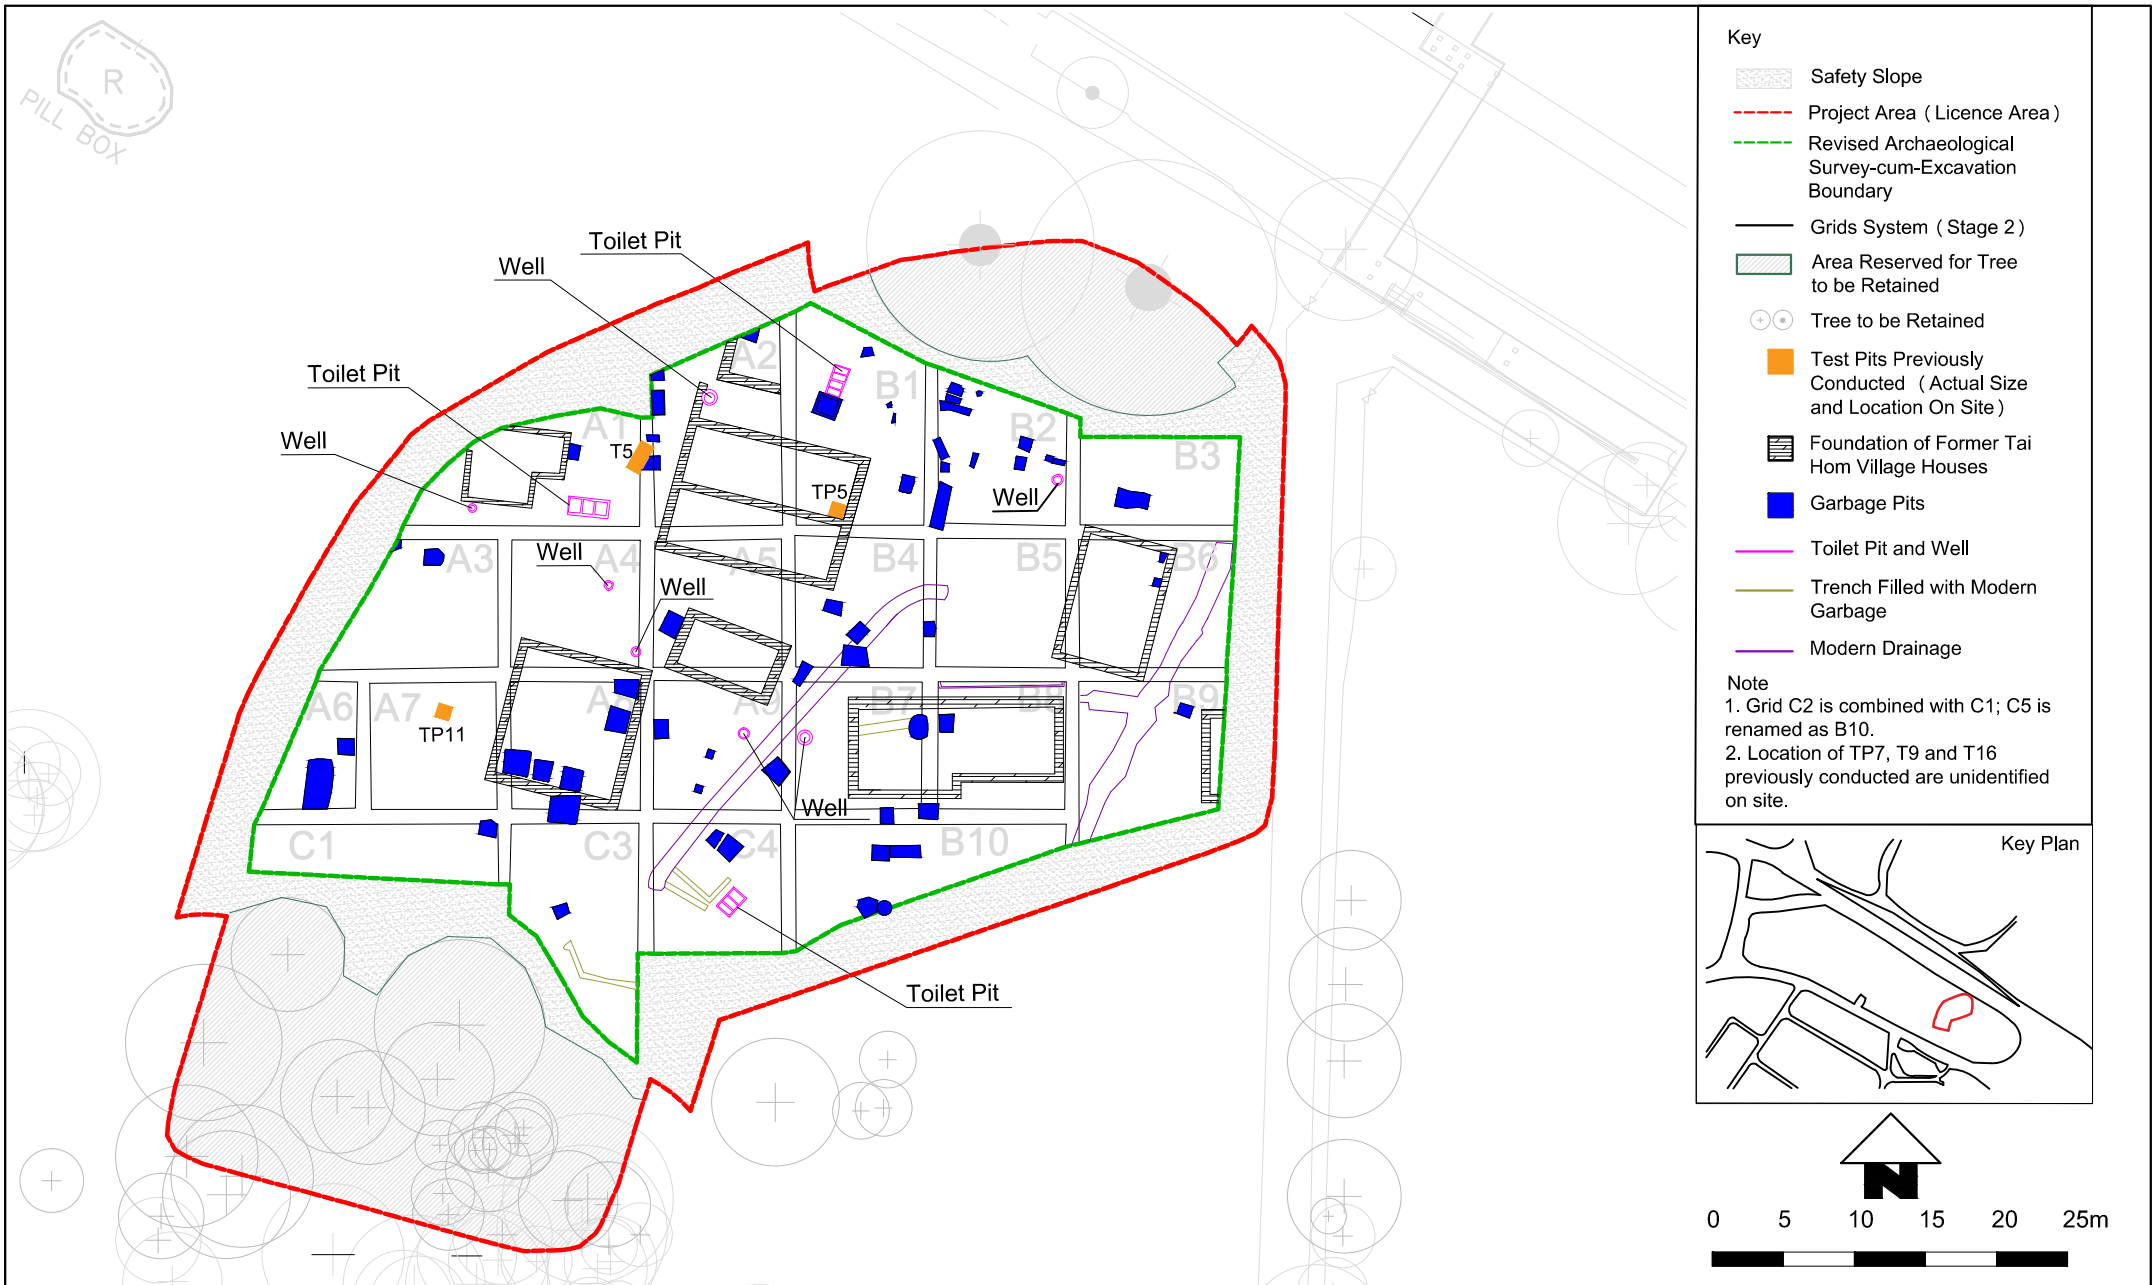 R
PILL BOX
Toilet Pit
Well
Toilet Pit
Well
A2
B1
A1
T5
B2
B3
TP5
Well
A3
Well
A4
A5
B4
B5
B6
Well
A6
A7
TP11
A8
A9
B7
B8
B9
Well
C1
C3
C4
B10
Toilet Pit
Key
Safety Slope
Project Area ( Licence Area )
Revised Archaeological
Survey-cum-Excavation
Boundary
Grids System ( Stage 2 )
Area Reserved for Tree
to be Retained
Tree to be Retained
Test Pits Previously
Conducted ( Actual Size
and Location On Site )
Foundation of Former Tai
Hom Village Houses
Garbage Pits
Toilet Pit and Well
Trench Filled with Modern
Garbage
Modern Drainage
Note
1. Grid C2 is combined with C1; C5 is
renamed as B10.
2. Location of TP7, T9 and T16
previously conducted are unidentified
on site.
Key Plan
N
0 5 10 15 20 25m